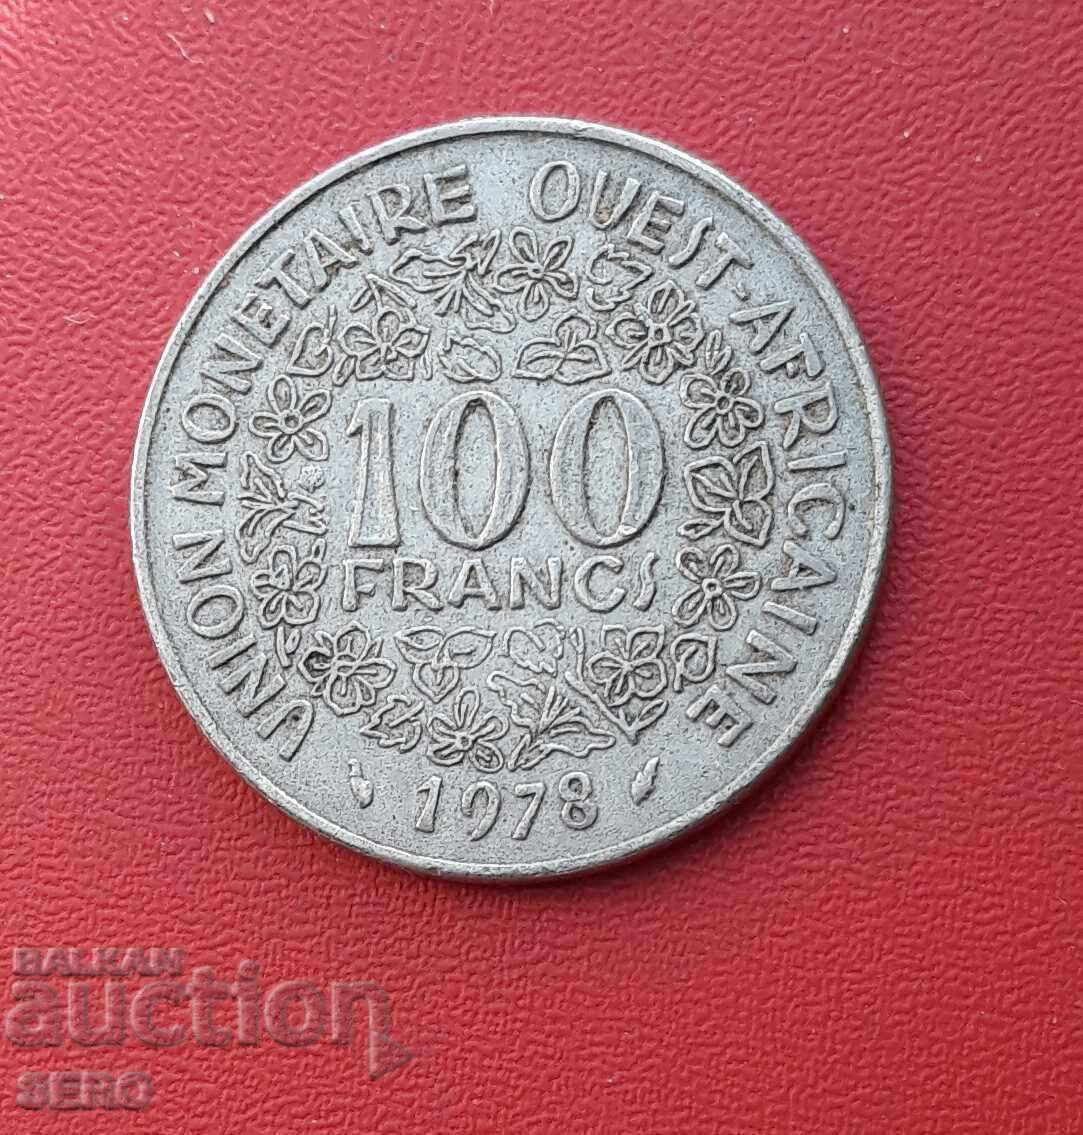 UNION MONETAIRE OUEST-AFRICAINE
100
FRANCS
1978
BALKAN
auction
SERO